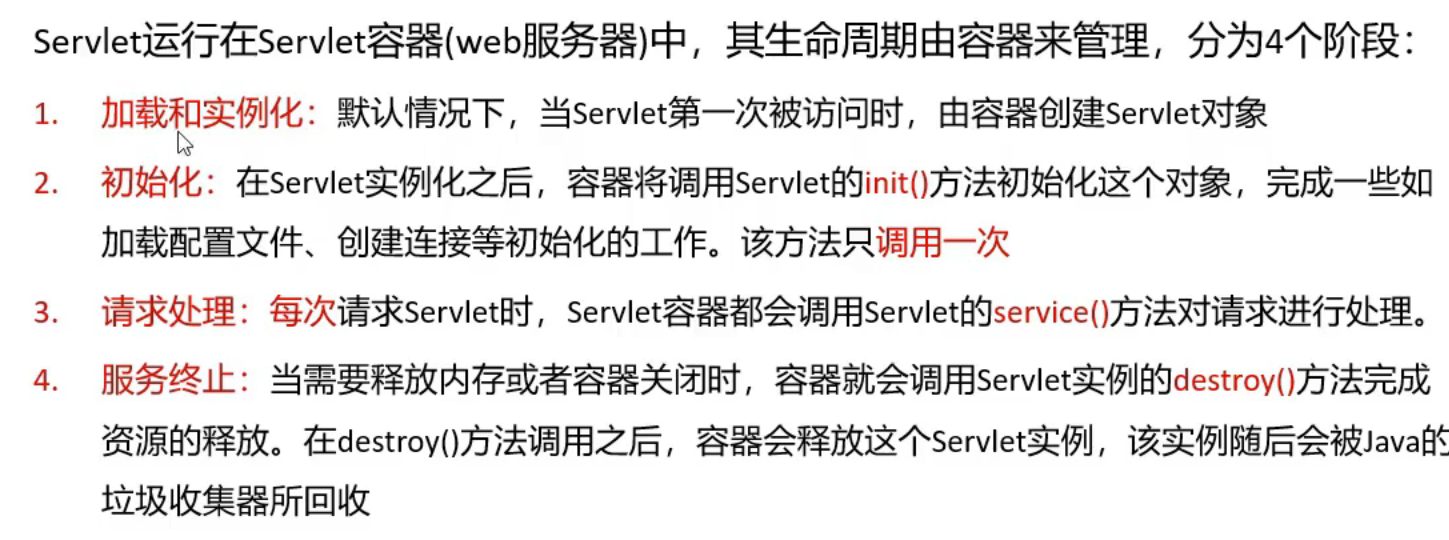 Servlet运行在Servlet容器(web服务器)中，其生命周期由容器来管理，分为4个阶段：
1. 加载和实例化：默认情况下，当Servlet第一次被访问时，由容器创建Servlet对象
2. 初始化：在Servlet实例化之后，容器将调用Servlet的init()方法初始化这个对象，完成一些如
加载配置文件、创建连接等初始化的工作。该方法只调用一次
3. 请求处理：每次请求Servlet时，Servlet容器都会调用Servlet的service()方法对请求进行处理。
4. 服务终止：当需要释放内存或者容器关闭时，容器就会调用Servlet实例的destroy()方法完成
资源的释放。在destroy()方法调用之后，容器会释放这个Servlet实例，该实例随后会被Java的
垃圾收集器所回收